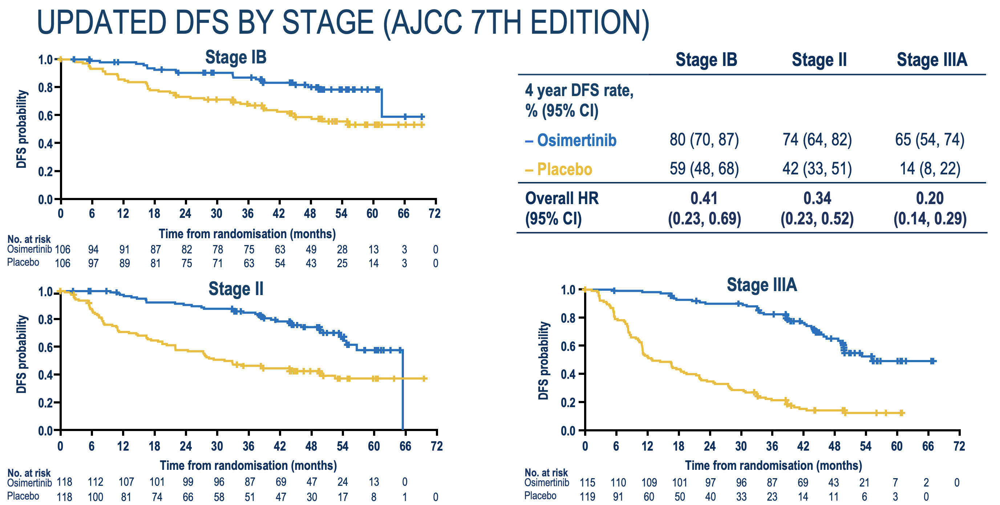 UPDATED DFS BY STAGE (AJCC 7TH EDITION)
Stage IB
1.0
0.8
0.6
0.4
0.2
0.0
DFS probability
0 6 12 18 24 30 36 42 48 54 60 66 72
Time from randomisation (months)
No. at risk
Osimertinib 106 94 91 87 82 78 75 63 49 28 13 3 0
Placebo 106 97 89 81 75 71 63 54 43 25 14 3 0
Stage IB Stage II Stage IIIA
4 year DFS rate,
% (95% CI)
– Osimertinib 80 (70, 87) 74 (64, 82) 65 (54, 74)
– Placebo 59 (48, 68) 42 (33, 51) 14 (8, 22)
Overall HR 0.41 0.34 0.20
(95% CI) (0.23, 0.69) (0.23, 0.52) (0.14, 0.29)
Stage II
1.0
0.8
0.6
0.4
0.2
0.0
DFS probability
0 6 12 18 24 30 36 42 48 54 60 66 72
Time from randomisation (months)
No. at risk
Osimertinib 118 112 107 101 99 96 87 69 47 24 13 0
Placebo 118 100 81 74 66 58 51 47 30 17 8 1 0
Stage IIIA
1.0
0.8
0.6
0.4
0.2
0.0
DFS probability
0 6 12 18 24 30 36 42 48 54 60 66 72
Time from randomisation (months)
No. at risk
Osimertinib 115 110 109 101 97 96 87 69 43 21 7 2 0
Placebo 119 91 60 50 40 33 23 14 11 6 3 0